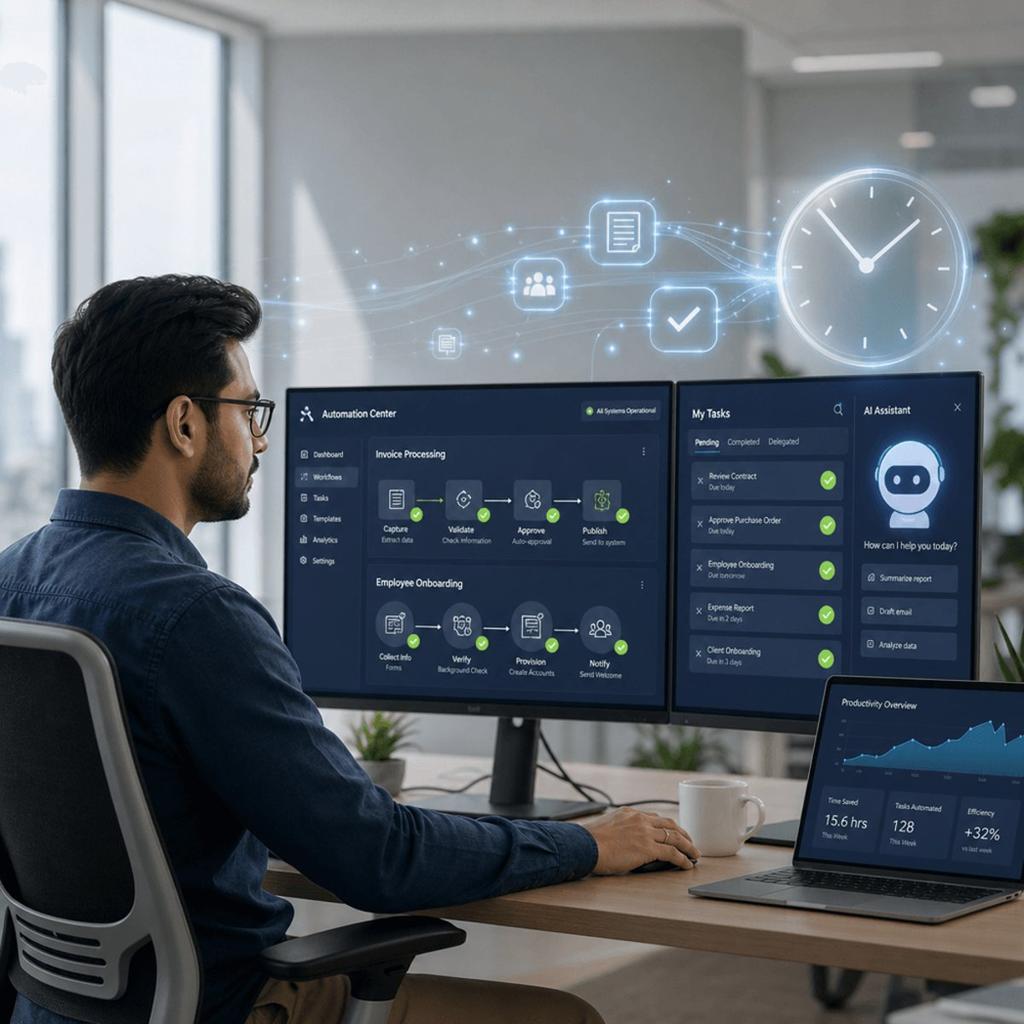 Automation Center
All Systems Operational
Dashboard
Workflows
Tasks
Templates
Analytics
Settings
Invoice Processing
Capture
Extract data
Validate
Check information
Approve
Auto-approval
Publish
Send to system
Employee Onboarding
Collect Info
Forms
Verify
Background Check
Provision
Create Accounts
Notify
Send Welcome
My Tasks
Pending
Completed
Delegated
Review Contract
Due today
Approve Purchase Order
Due today
Employee Onboarding
Due tomorrow
Expense Report
Due in 2 days
Client Onboarding
Due in 3 days
AI Assistant
How can I help you today?
Summarize report
Draft email
Analyze data
Productivity Overview
Time Saved
15.6 hrs
This Week
Tasks Automated
128
This Week
Efficiency
+32%
vs last week